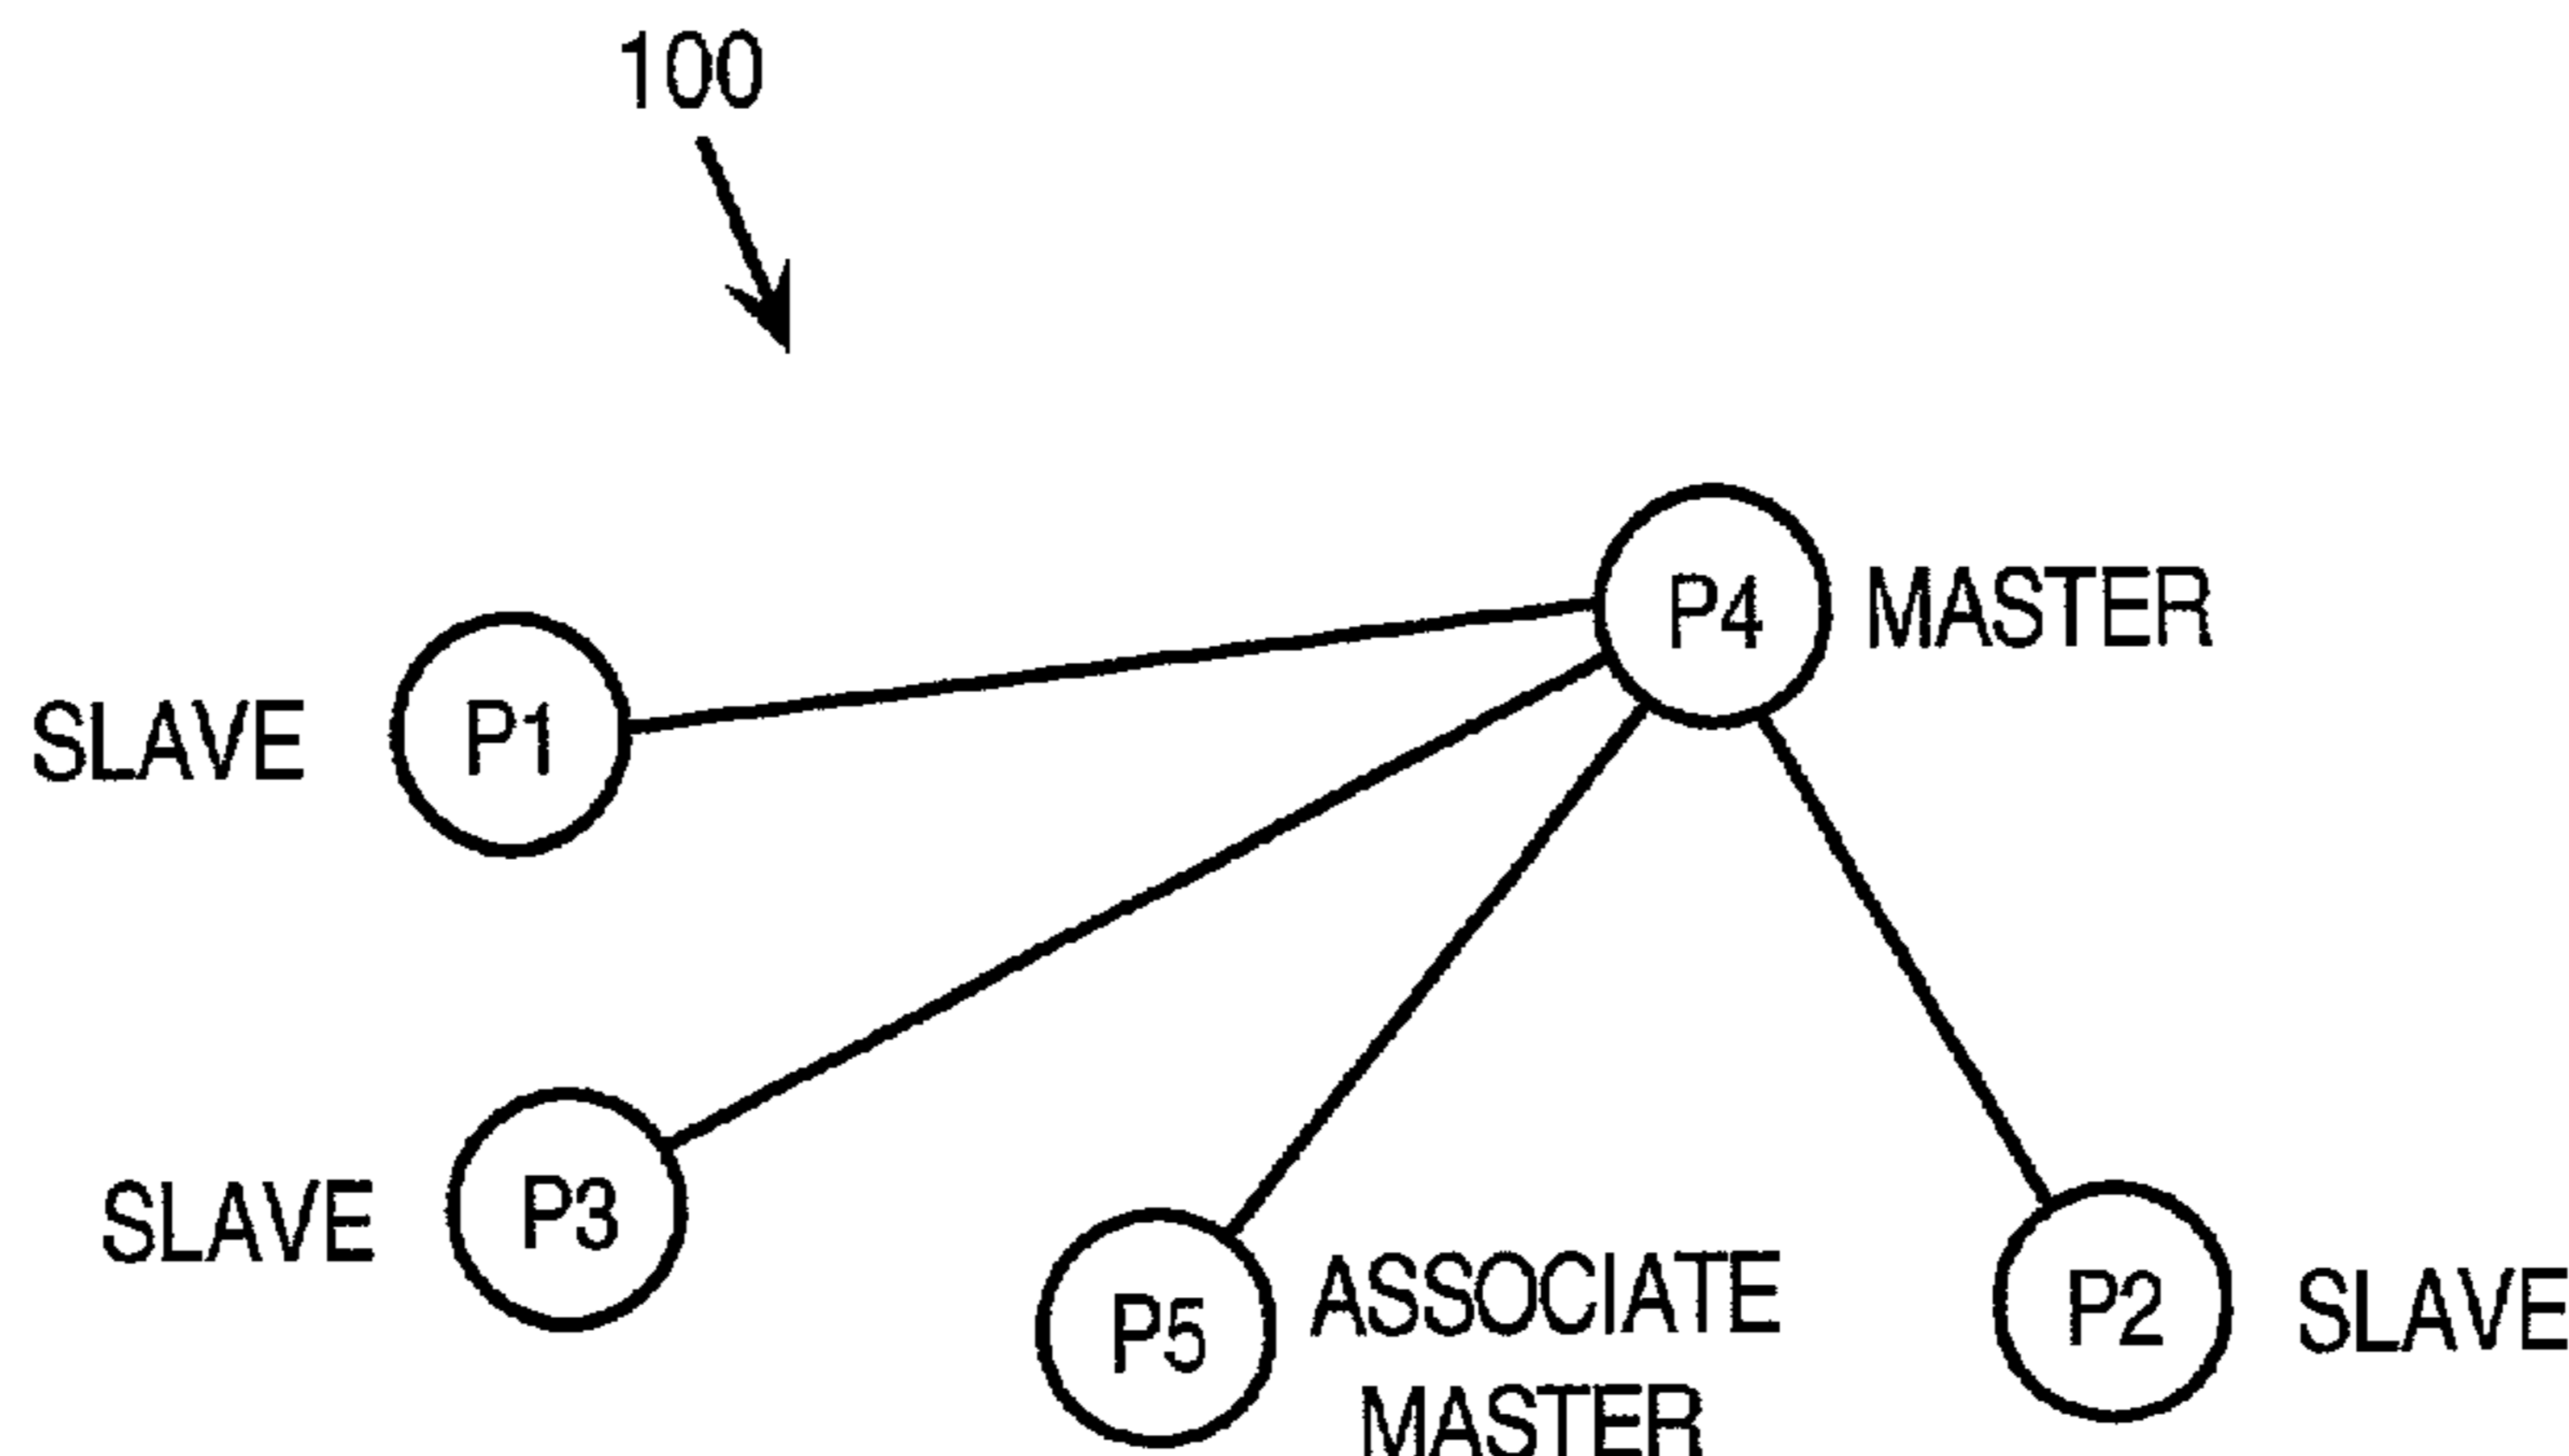 100
P4 MASTER
SLAVE P1
SLAVE P3
P5 ASSOCIATE
MASTER
P2 SLAVE